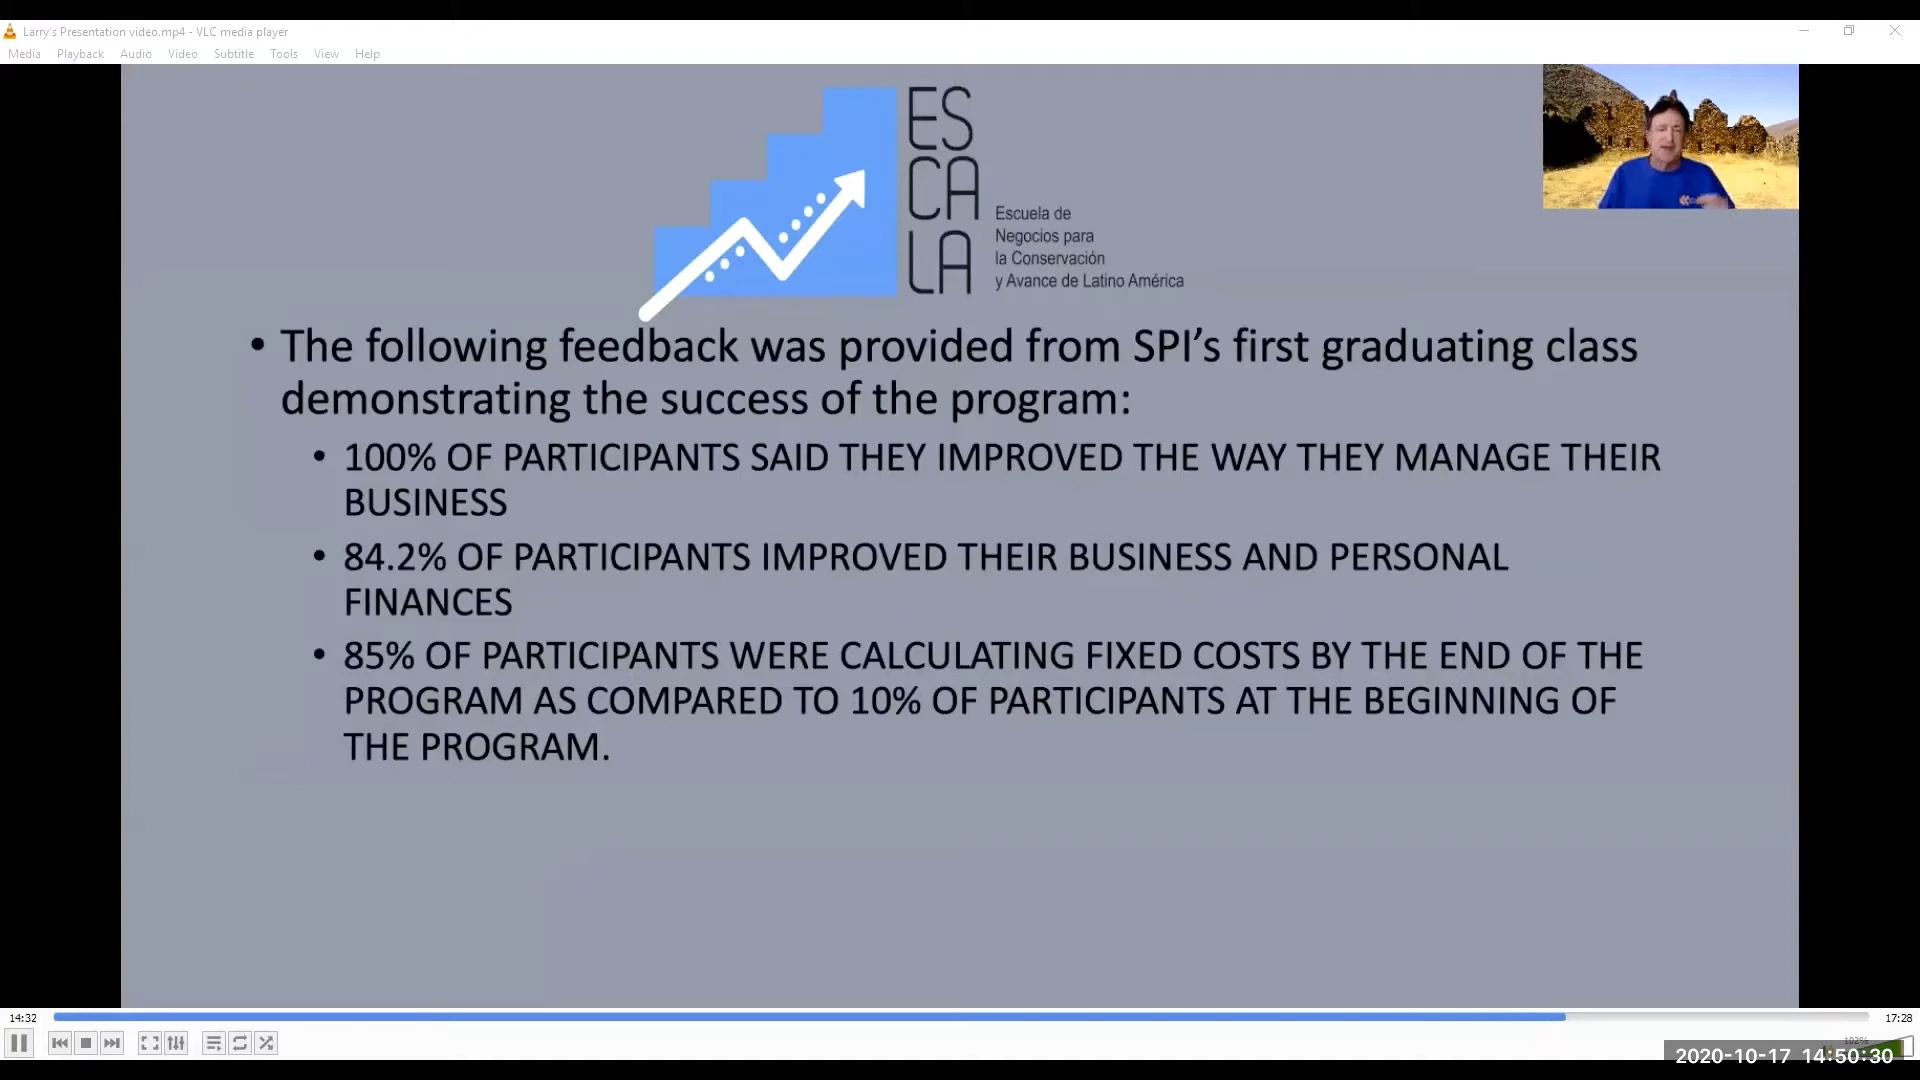 Larry's Presentation video.mp4 - VLC media player
Media Playback Audio Video Subtitle Tools View Help
ES
CA
LA
Escuela de
Negocios para
la Conservación
y Avance de Latino América
• The following feedback was provided from SPI's first graduating class
demonstrating the success of the program:
• 100% OF PARTICIPANTS SAID THEY IMPROVED THE WAY THEY MANAGE THEIR
BUSINESS
• 84.2% OF PARTICIPANTS IMPROVED THEIR BUSINESS AND PERSONAL
FINANCES
• 85% OF PARTICIPANTS WERE CALCULATING FIXED COSTS BY THE END OF THE
PROGRAM AS COMPARED TO 10% OF PARTICIPANTS AT THE BEGINNING OF
THE PROGRAM.
14:32
17:28
2020-10-17 14:50:30